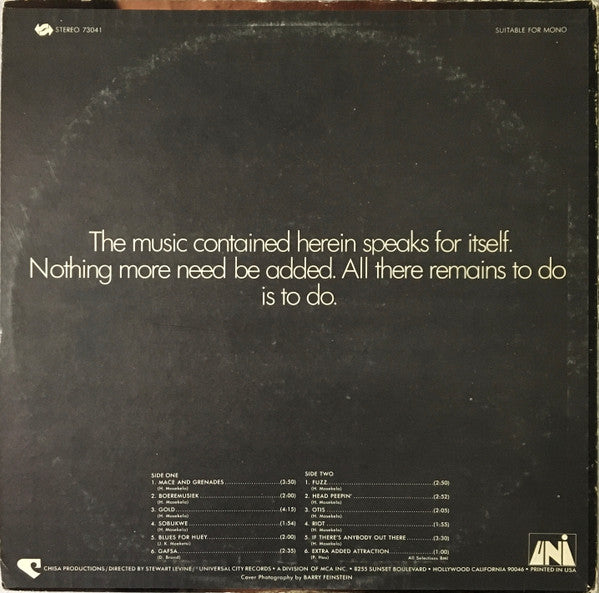 STEREO 73041
SUITABLE FOR MONO
The music contained herein speaks for itself.
Nothing more need be added. All there remains to do
is to do.
SIDE ONE
1. MACE AND GRENADES (3:50)
(H. Masekela)
2. BOEREMUSIEK (2:00)
(H. Masekela)
3. GOLD (4:15)
(H. Masekela)
4. SOBUKWE (1:54)
(H. Masekela)
5. BLUES FOR HUEY (2:00)
6. GAFSA (2:35)
(D. Brand)
SIDE TWO
1. FUZZ (2:50)
(H. Masekela)
2. HEAD PEEPIN' (2:52)
(H. Masekela)
3. OTIS (2:05)
(H. Masekela)
4. RIOT (1:55)
(H. Masekela)
5. IF THERE'S ANYBODY OUT THERE (3:30)
(H. Masekela)
6. EXTRA ADDED ATTRACTION (1:00)
All Selections BMI
CHISA PRODUCTIONS/DIRECTED BY STEWART LEVINE/ UNIVERSAL CITY RECORDS • A DIVISION OF MCA INC. • 8255 SUNSET BOULEVARD • HOLLYWOOD CALIFORNIA 90046 • PRINTED IN USA
Cover Photography by BARRY FEINSTEIN
UNI